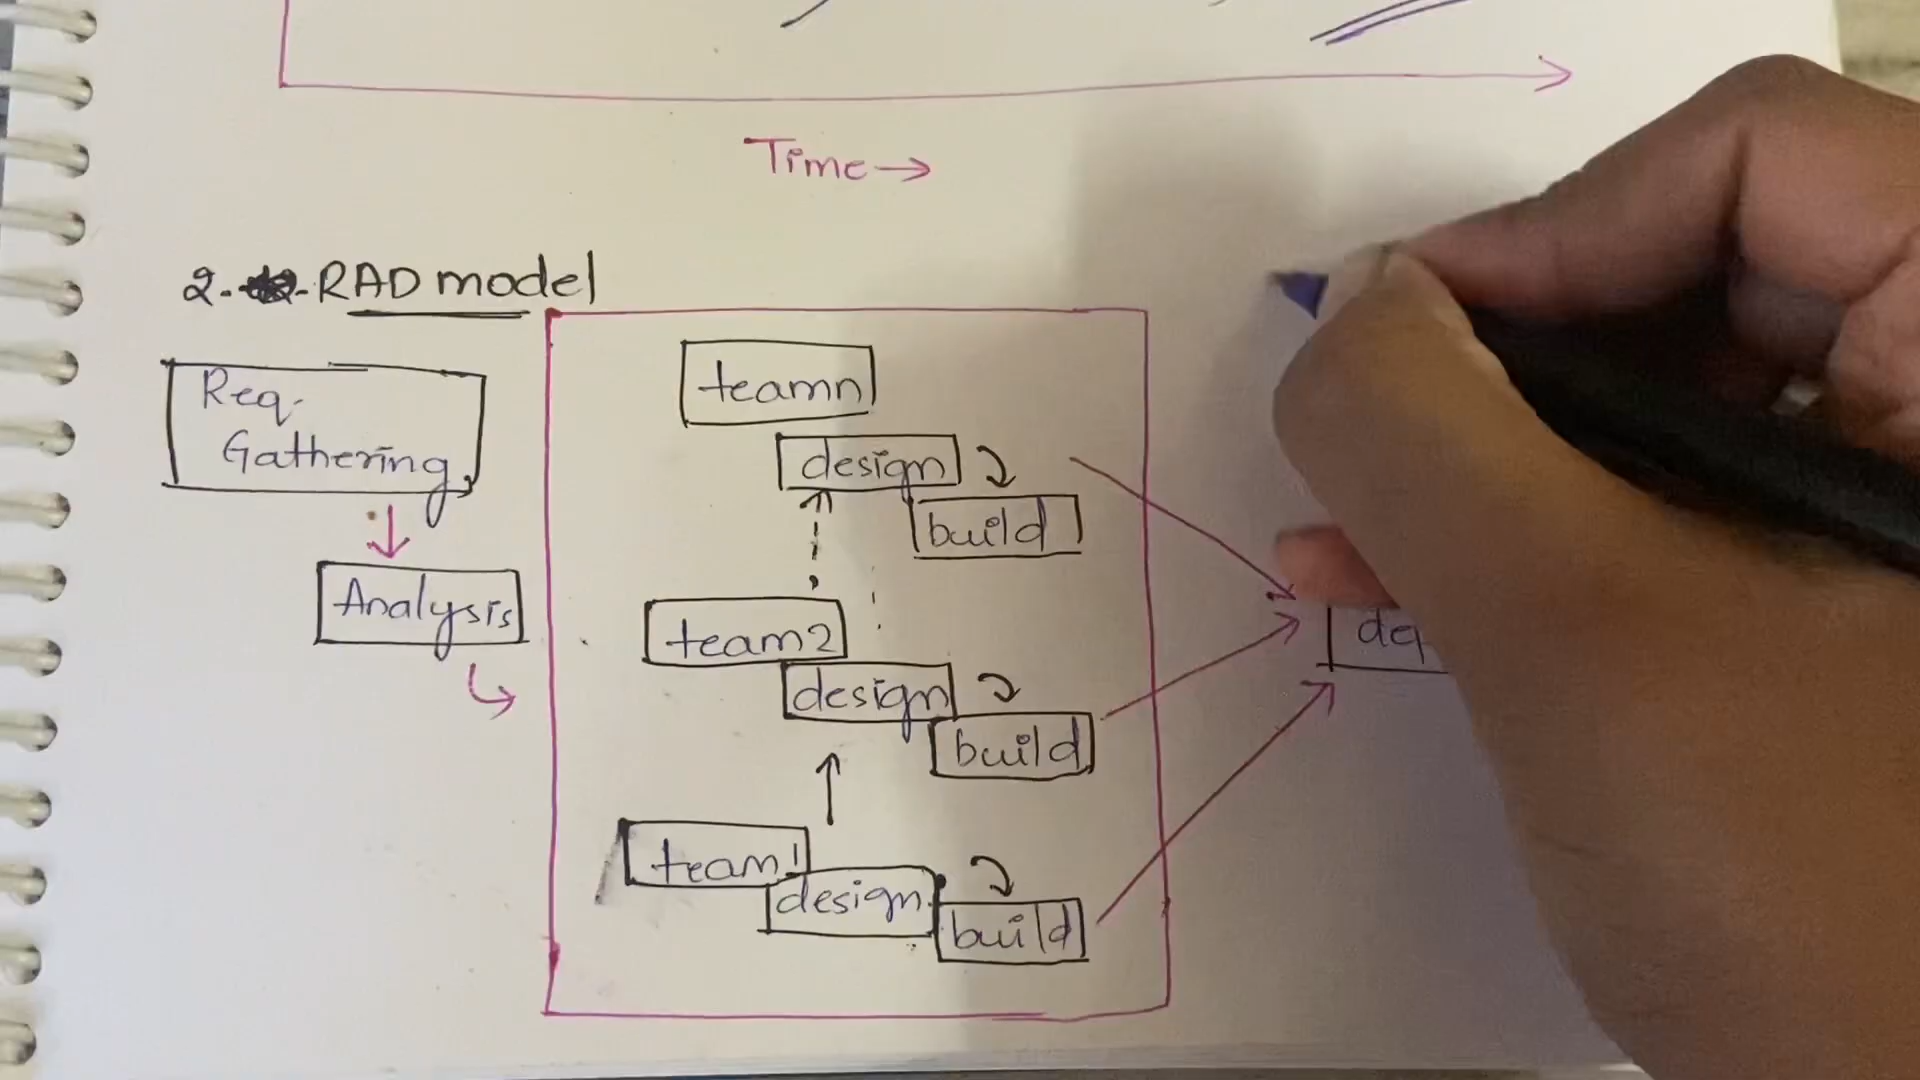 Time →
2. RAD model
Req.
Gathering
Analysis
teamn
design
build
team2
design
build
team1
design
build